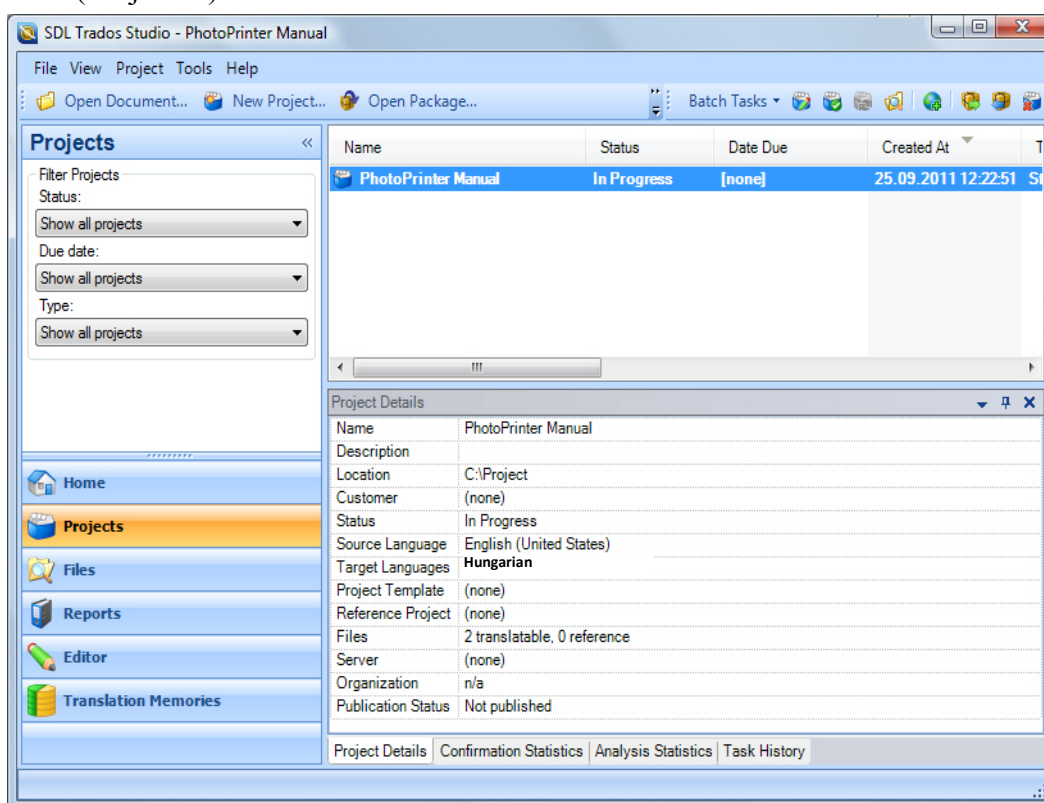 SDL Trados Studio - PhotoPrinter Manual
File View Project Tools Help
Open Document... New Project... Open Package... Batch Tasks
Projects «
Filter Projects
Status:
Show all projects
Due date:
Show all projects
Type:
Show all projects
Name Status Date Due Created At T
PhotoPrinter Manual In Progress [none] 25.09.2011 12:22:51 St
Project Details
Name PhotoPrinter Manual
Description
Location C:\Project
Customer (none)
Status In Progress
Source Language English (United States)
Target Languages Hungarian
Project Template (none)
Reference Project (none)
Files 2 translatable, 0 reference
Server (none)
Organization n/a
Publication Status Not published
Project Details Confirmation Statistics Analysis Statistics Task History
Home
Projects
Files
Reports
Editor
Translation Memories